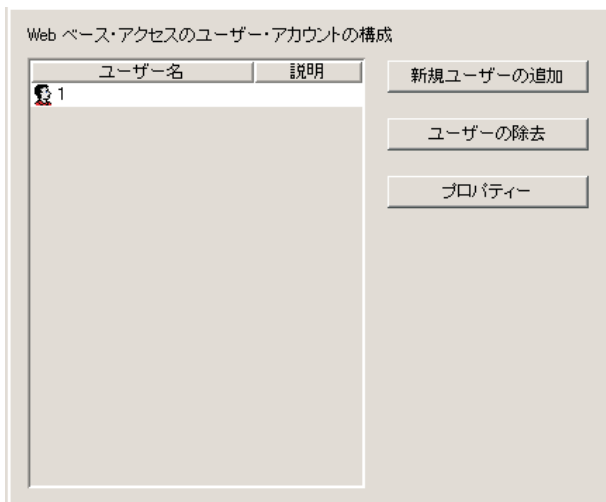 Web ベース・アクセスのユーザー・アカウントの構成
ユーザー名 説明
1
新規ユーザーの追加
ユーザーの除去
プロパティー